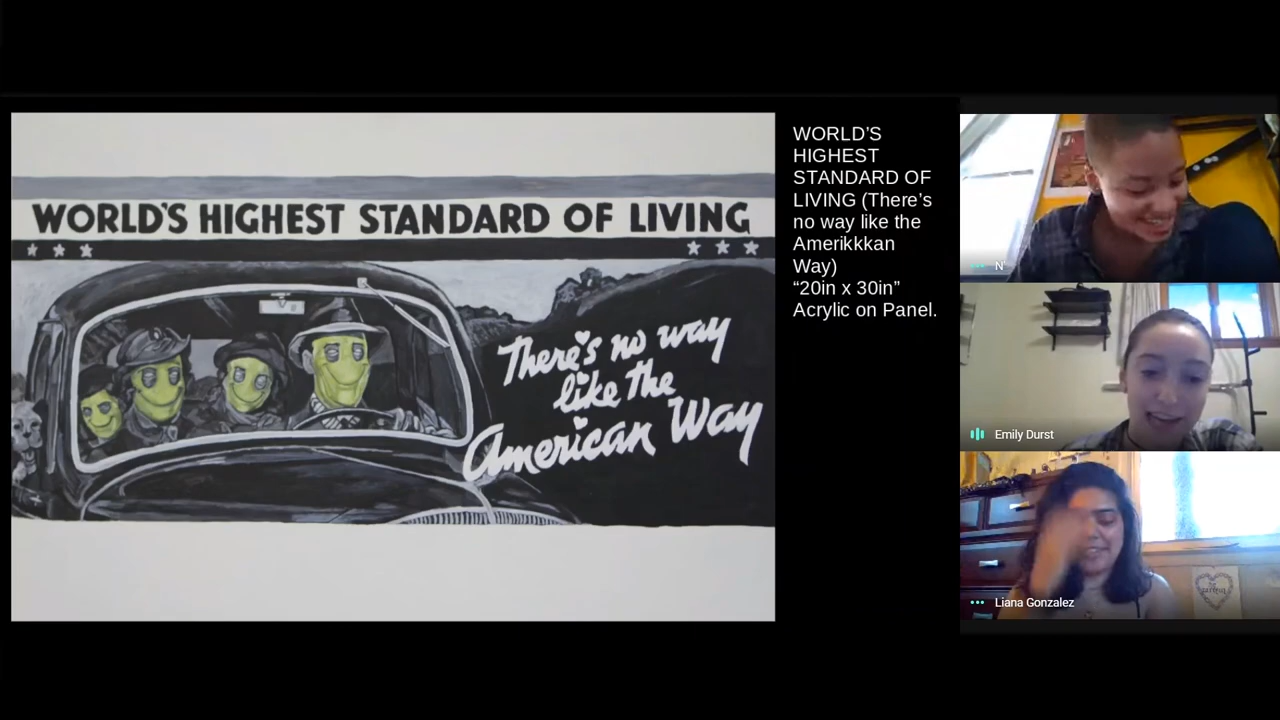 WORLD'S HIGHEST STANDARD OF LIVING
There's no way
like the
American Way
WORLD'S
HIGHEST
STANDARD OF
LIVING (There's
no way like the
Amerikkkan
Way)
“20in x 30in”
Acrylic on Panel.
N
Emily Durst
Liana Gonzalez